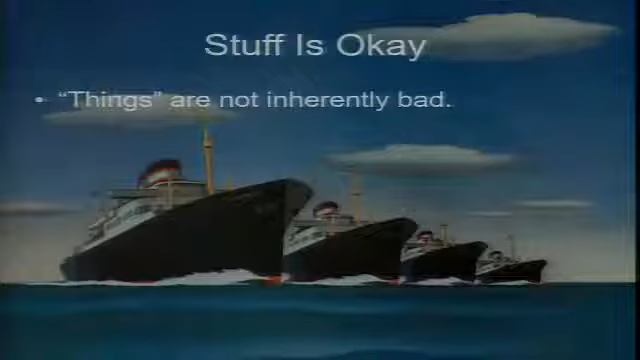 Stuff Is Okay
• “Things” are not inherently bad.